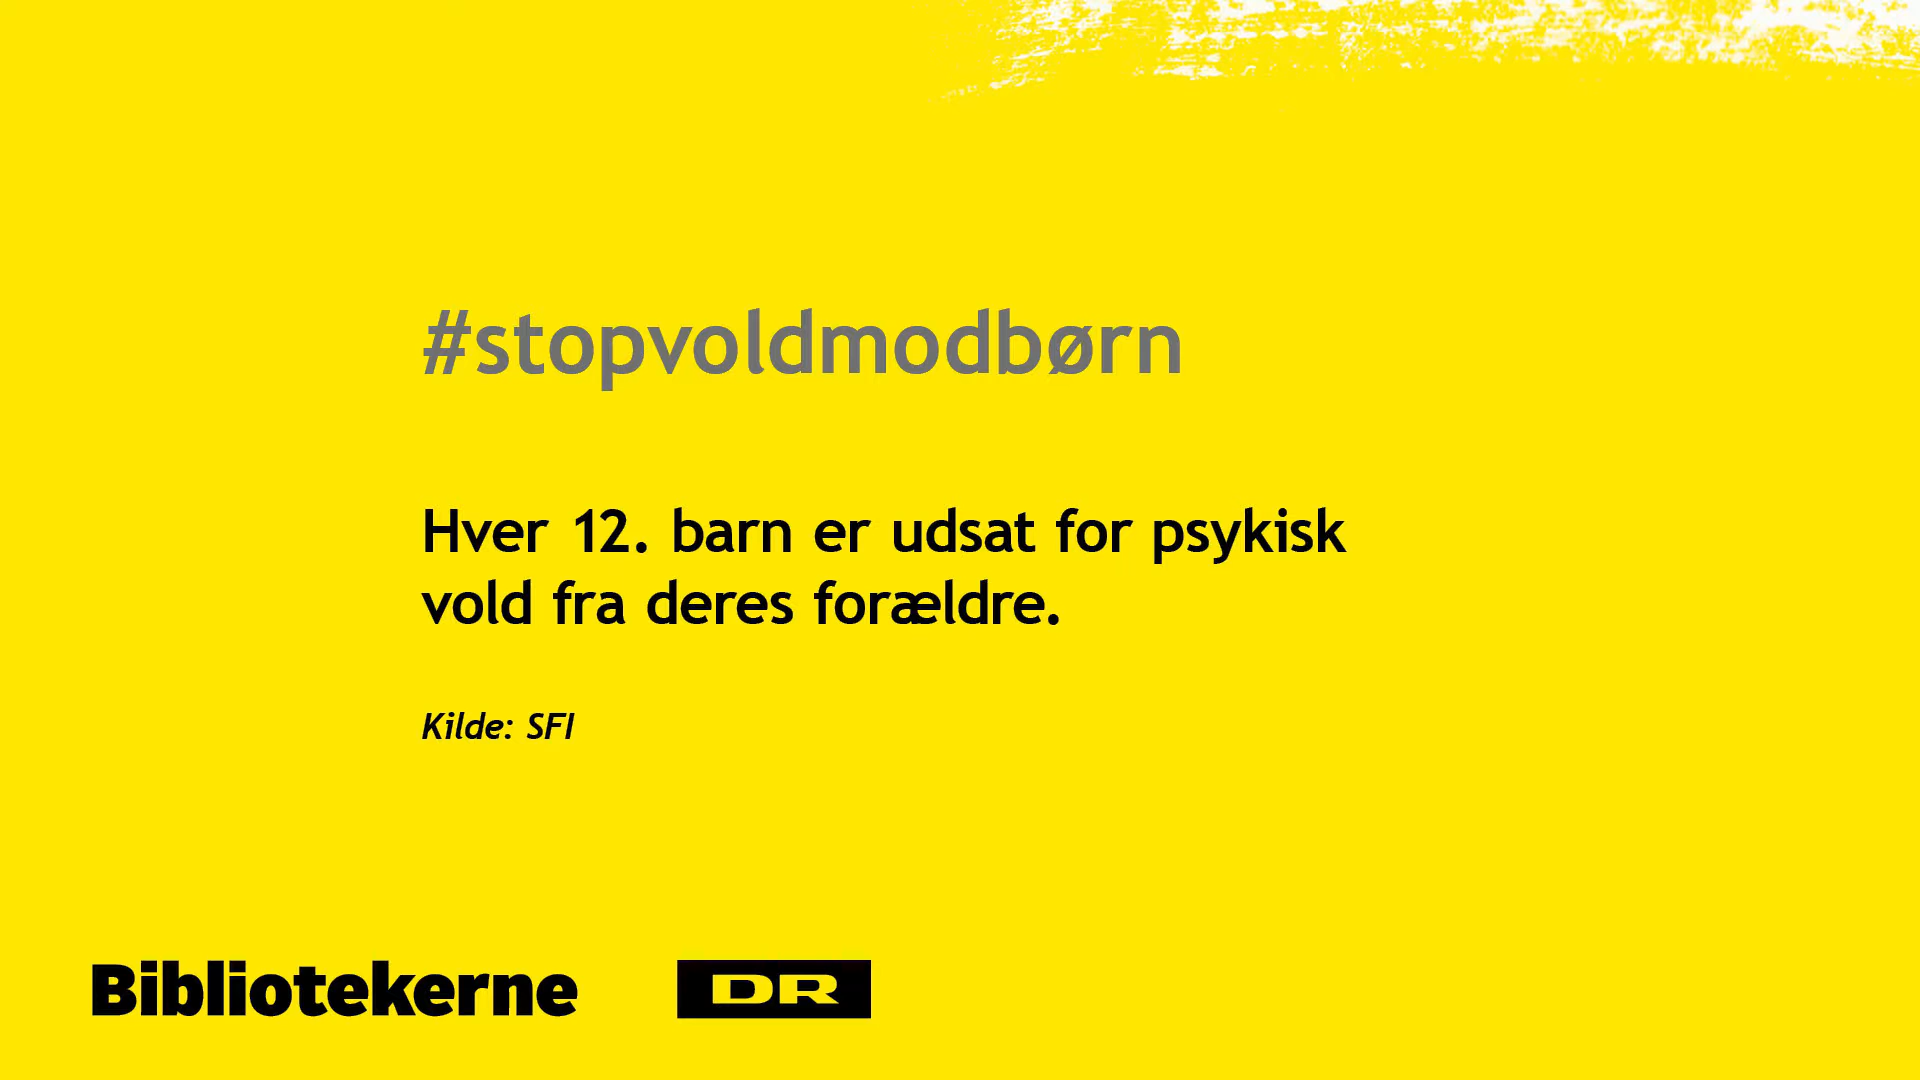 #stopvoldmodbørn
Hver 12. barn er udsat for psykisk
vold fra deres forældre.
Kilde: SFI
Bibliotekerne
DR